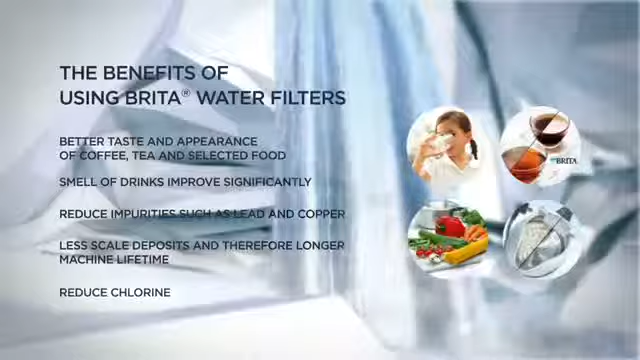 THE BENEFITS OF
USING BRITA® WATER FILTERS
BETTER TASTE AND APPEARANCE
OF COFFEE, TEA AND SELECTED FOOD
SMELL OF DRINKS IMPROVE SIGNIFICANTLY
REDUCE IMPURITIES SUCH AS LEAD AND COPPER
LESS SCALE DEPOSITS AND THEREFORE LONGER
MACHINE LIFETIME
REDUCE CHLORINE
BRITA